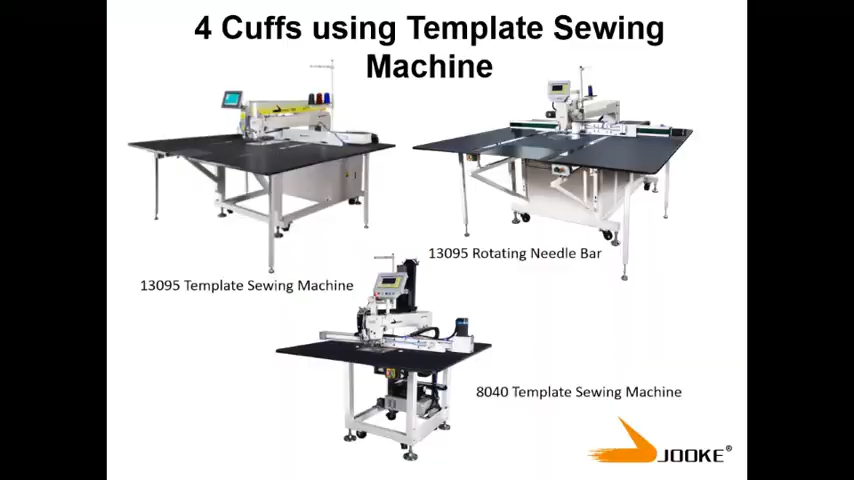 4 Cuffs using Template Sewing
Machine
13095 Rotating Needle Bar
13095 Template Sewing Machine
8040 Template Sewing Machine
JOOKE®